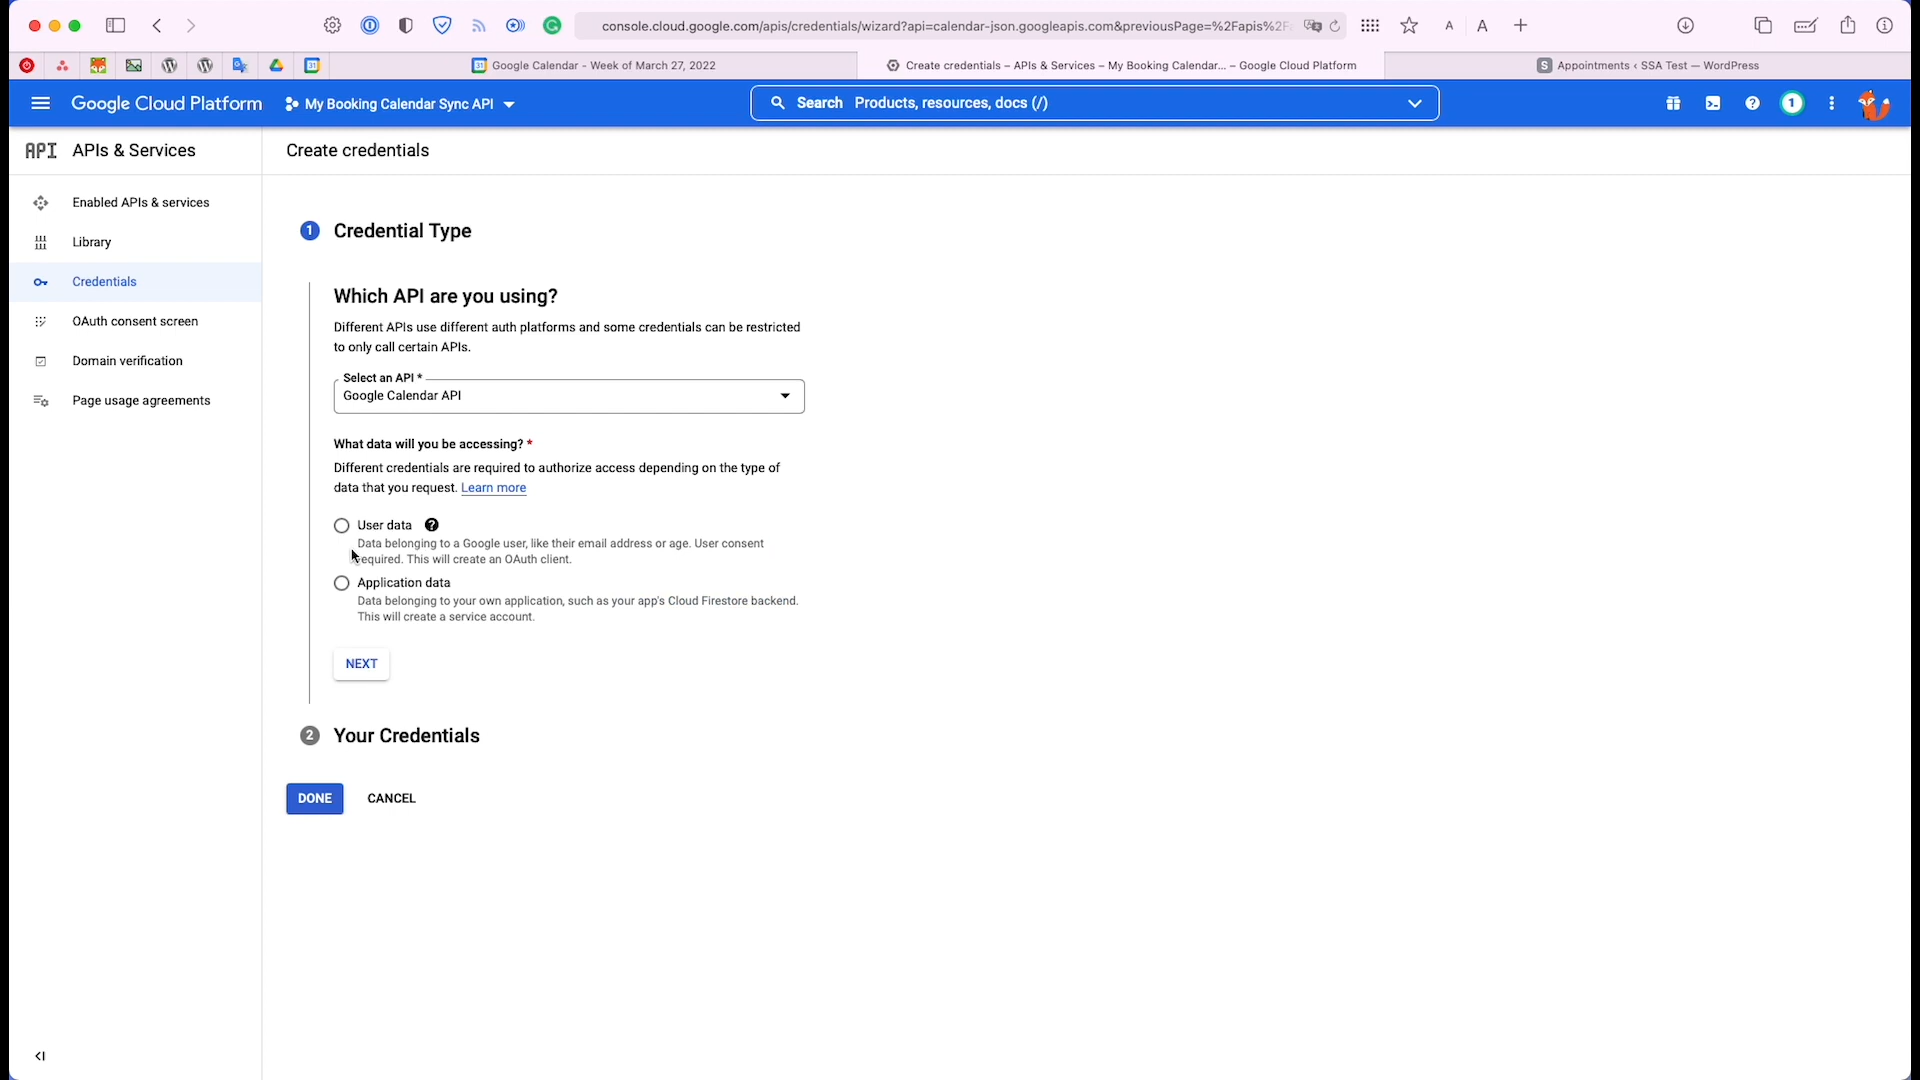 console.cloud.google.com/apis/credentials/wizard?api=calendar-json.googleapis.com&previousPage=%2Fapis%2F
A A
Google Calendar - Week of March 27, 2022
Create credentials – APIs & Services – My Booking Calendar... – Google Cloud Platform
S Appointments ‹ SSA Test — WordPress
Google Cloud Platform
My Booking Calendar Sync API
Search Products, resources, docs (/)
1
API APIs & Services
Create credentials
Enabled APIs & services
Library
Credentials
OAuth consent screen
Domain verification
Page usage agreements
1 Credential Type
Which API are you using?
Different APIs use different auth platforms and some credentials can be restricted
to only call certain APIs.
Select an API *
Google Calendar API
What data will you be accessing? *
Different credentials are required to authorize access depending on the type of
data that you request. Learn more
User data ?
Data belonging to a Google user, like their email address or age. User consent
required. This will create an OAuth client.
Application data
Data belonging to your own application, such as your app's Cloud Firestore backend.
This will create a service account.
NEXT
2 Your Credentials
DONE CANCEL